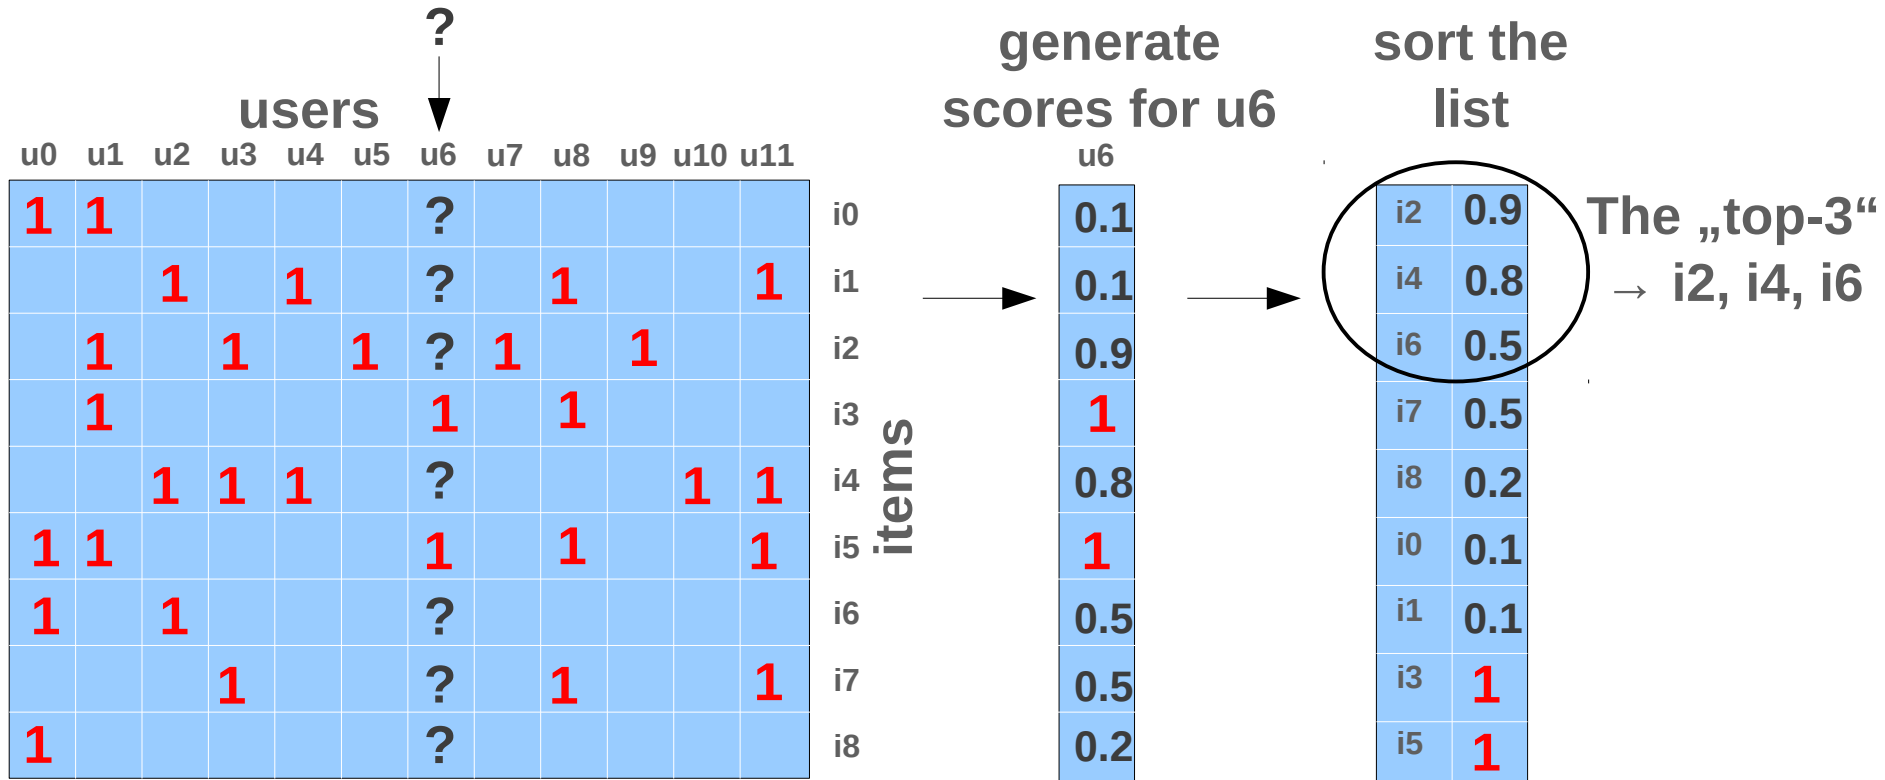 ?
users
generate
scores for u6
sort the
list
u0 u1 u2 u3 u4 u5 u6 u7 u8 u9 u10 u11
1 1 ? i0
1 1 ? 1 1 i1
1 1 1 ? 1 1 i2
1 1 1 i3
1 1 1 ? 1 1 i4
1 1 1 1 1 i5
1 1 ? i6
1 ? 1 1 i7
1 ? i8
items
u6
0.1
0.1
0.9
1
0.8
1
0.5
0.5
0.2
i2 0.9
i4 0.8
i6 0.5
i7 0.5
i8 0.2
i0 0.1
i1 0.1
i3 1
i5 1
The „top-3“
→ i2, i4, i6